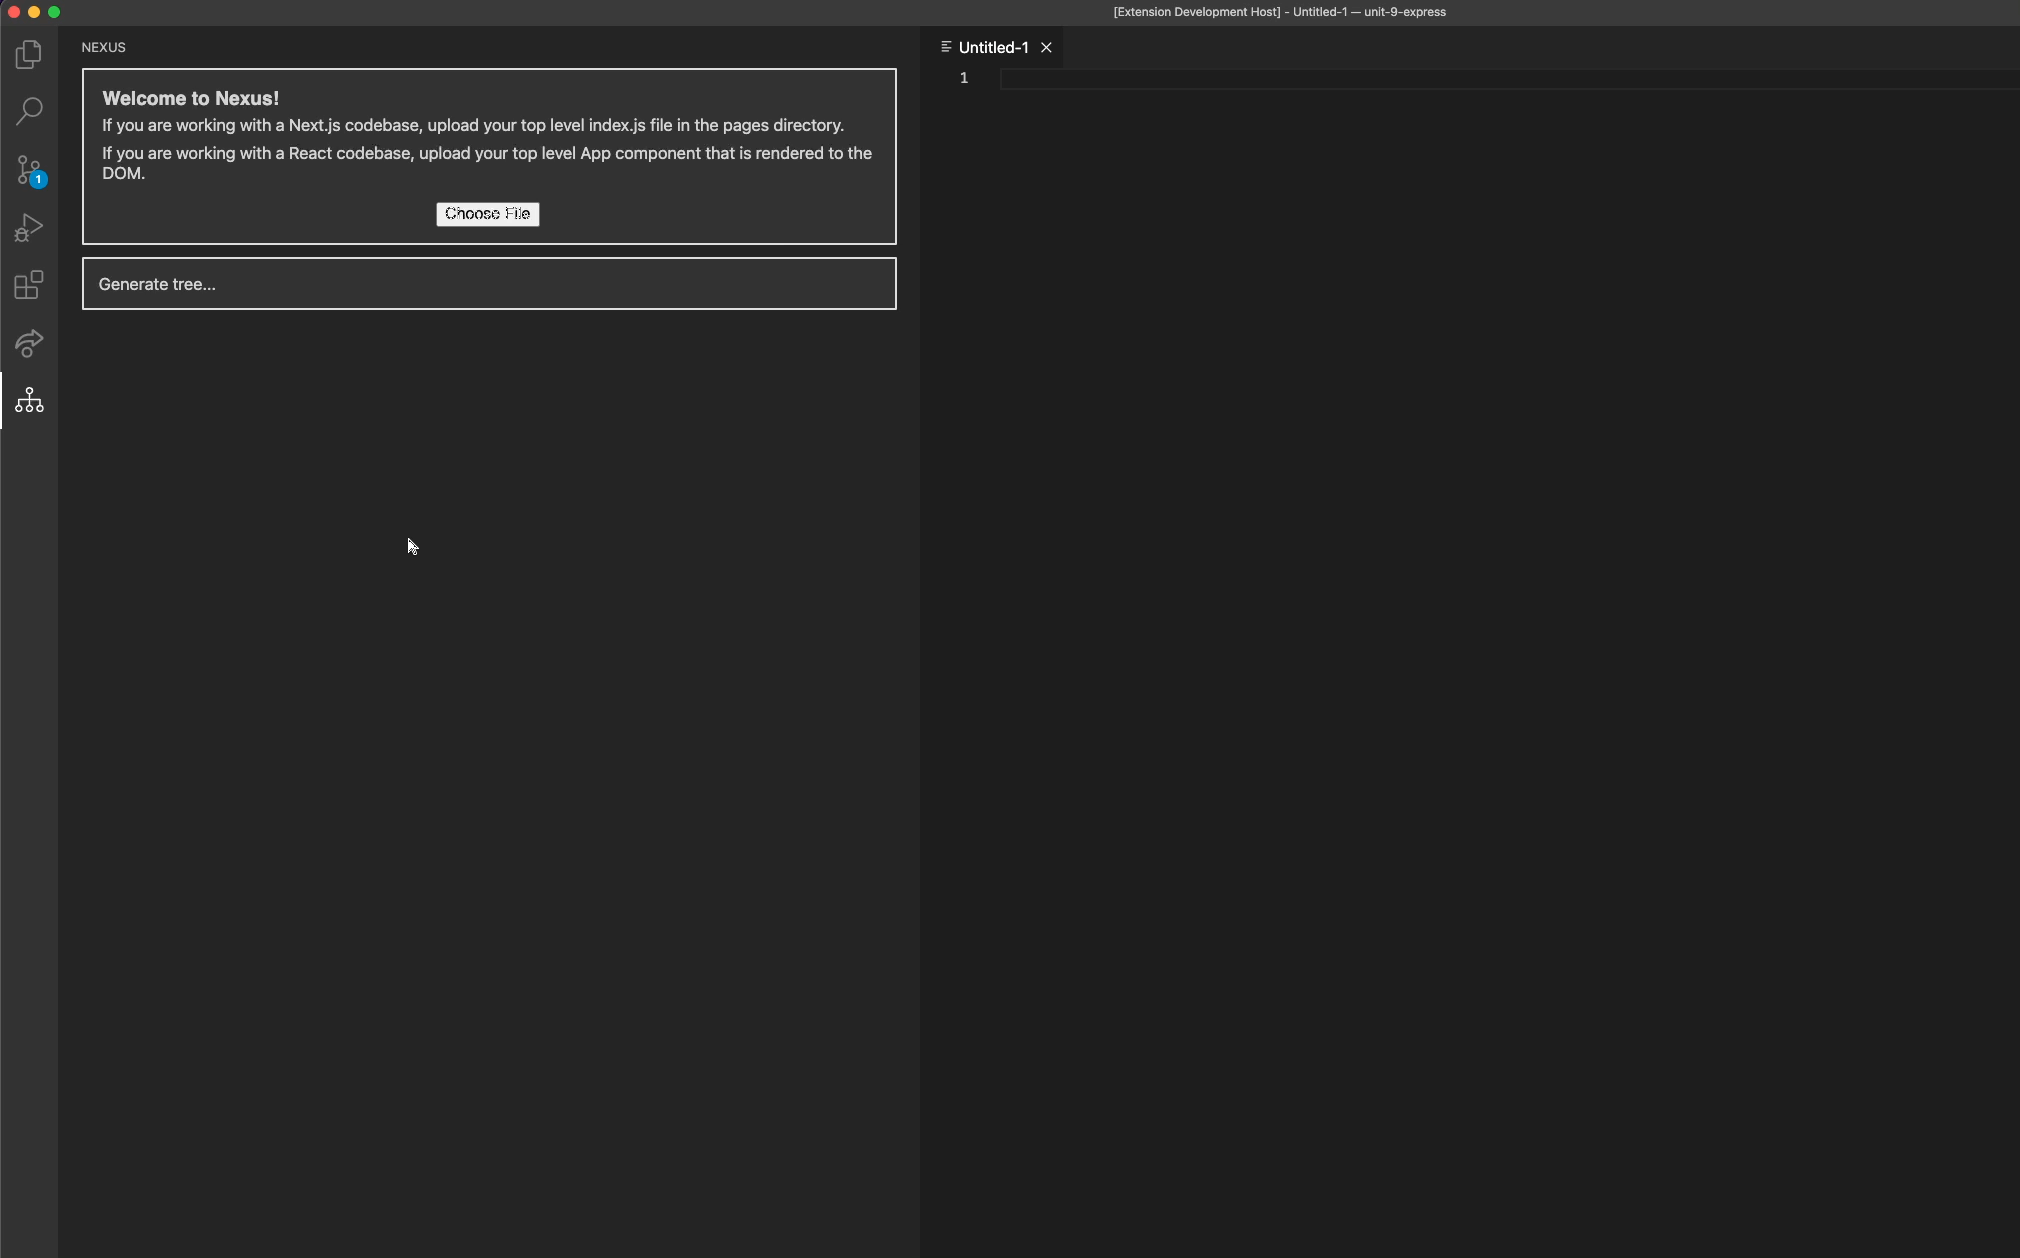 [Extension Development Host] - Untitled-1 — unit-9-express
NEXUS
Untitled-1
1
Welcome to Nexus!
If you are working with a Next.js codebase, upload your top level index.js file in the pages directory.
If you are working with a React codebase, upload your top level App component that is rendered to the
DOM.
Choose File
Generate tree...
1